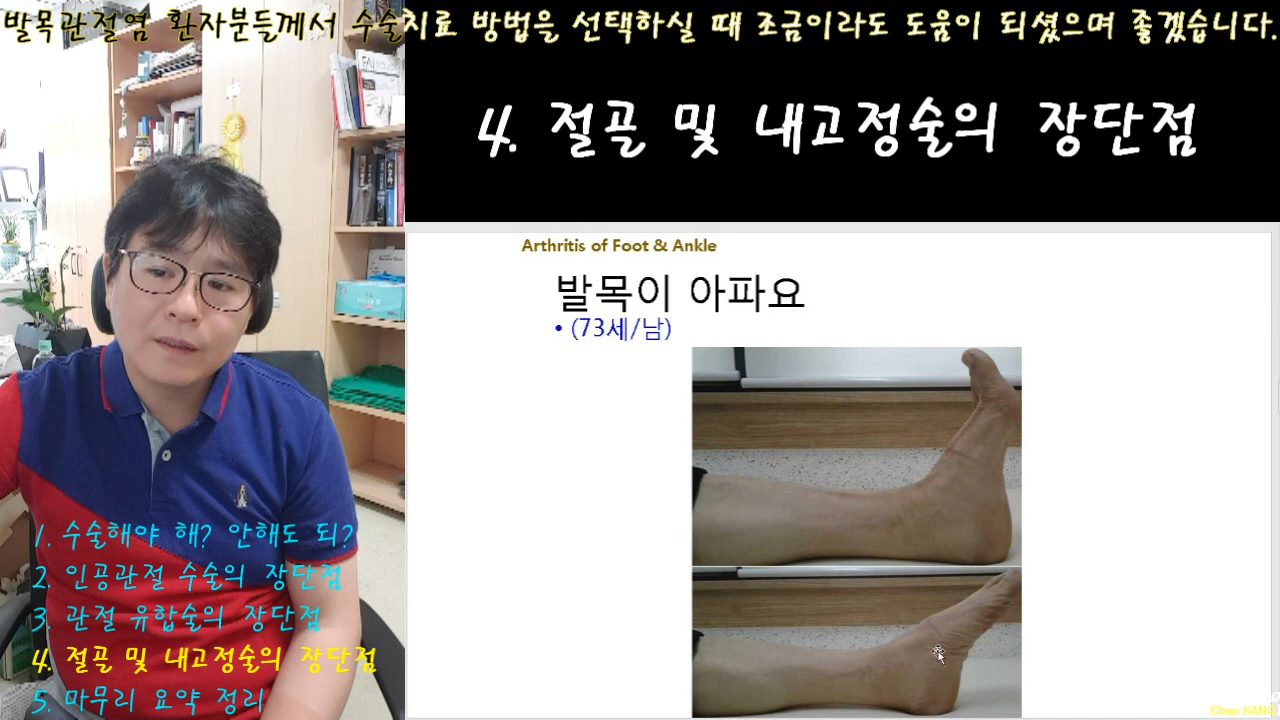 발목관절염 환자분들께서 수술치료 방법을 선택하실 때 조금이라도 도움이 되셨으며 좋겠습니다.
4. 절골 및 내고정술의 장단점
Arthritis of Foot & Ankle
발목이 아파요
• (73세/남)
1. 수술해야 해? 안해도 되?
2. 인공관절 수술의 장단점
3. 관절 유합술의 장단점
4. 절골 및 내고정술의 장단점
5. 마무리 요약 정리
Chan KANG